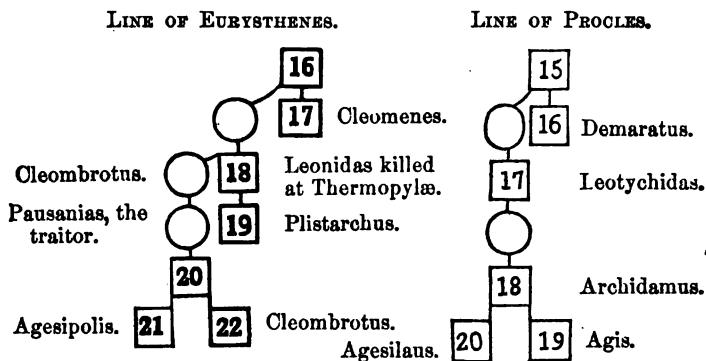 LINE OF EURYSTHENES.
LINE OF PROCLES.
16
15
17
Cleomenes.
16
Demaratus.
Cleombrotus.
18
Leonidas killed
at Thermopylæ.
17
Leotychidas.
Pausanias, the
traitor.
19
Plistarchus.
20
18
Archidamus.
Agesipolis.
21
22
Cleombrotus.
Agesilaus.
20
19
Agis.